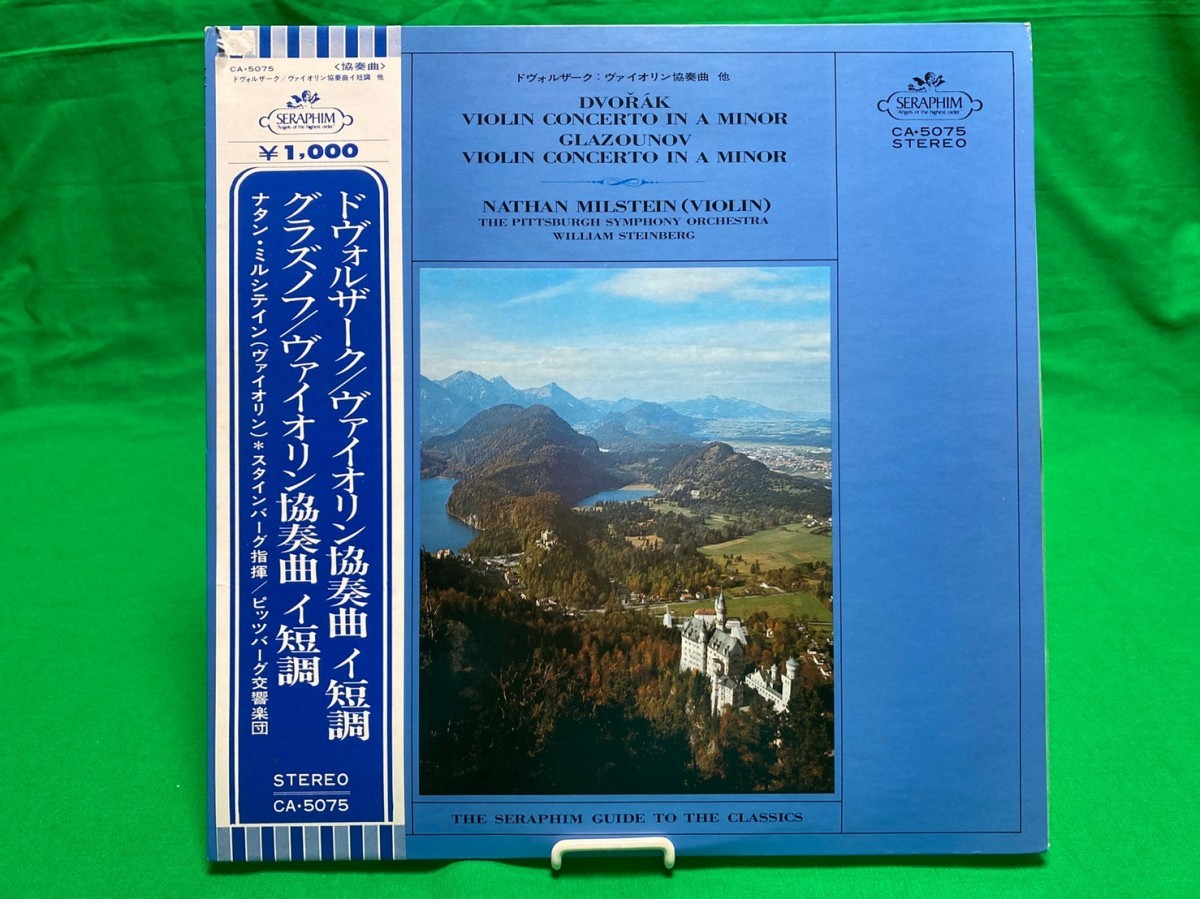 CA・5075
〈協奏曲〉
ドヴォルザーク／ヴァイオリン協奏曲イ短調 他
SERAPHIM
"Angels of the highest order"
￥1,000
ドヴォルザーク／ヴァイオリン協奏曲 イ短調
グラズノフ／ヴァイオリン協奏曲 イ短調
ナタン・ミルシテイン（ヴァイオリン）＊スタインバーグ指揮／ピッツバーグ交響楽団
STEREO
CA・5075
ドヴォルザーク：ヴァイオリン協奏曲 他
DVOŘÁK
VIOLIN CONCERTO IN A MINOR
GLAZOUNOV
VIOLIN CONCERTO IN A MINOR
NATHAN MILSTEIN (VIOLIN)
THE PITTSBURGH SYMPHONY ORCHESTRA
WILLIAM STEINBERG
THE SERAPHIM GUIDE TO THE CLASSICS
SERAPHIM
"Angels of the highest order"
CA・5075
STEREO